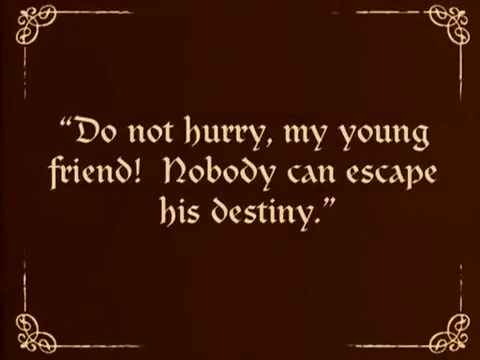 “Do not hurry, my young
friend!  Nobody can escape
his destiny.”